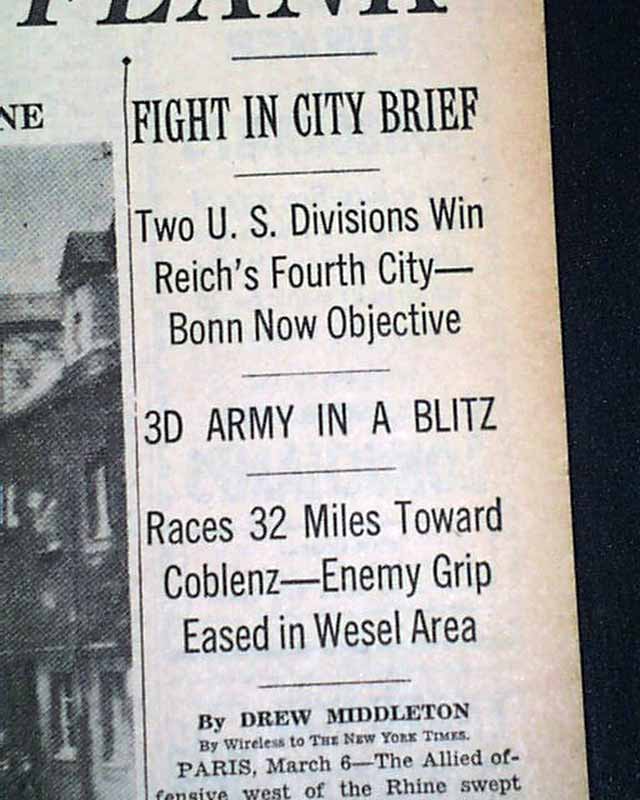 FLANK
NE
FIGHT IN CITY BRIEF
Two U. S. Divisions Win
Reich's Fourth City—
Bonn Now Objective
3D ARMY IN A BLITZ
Races 32 Miles Toward
Coblenz—Enemy Grip
Eased in Wesel Area
By DREW MIDDLETON
By Wireless to THE NEW YORK TIMES.
PARIS, March 6—The Allied of-
fensive west of the Rhine swept